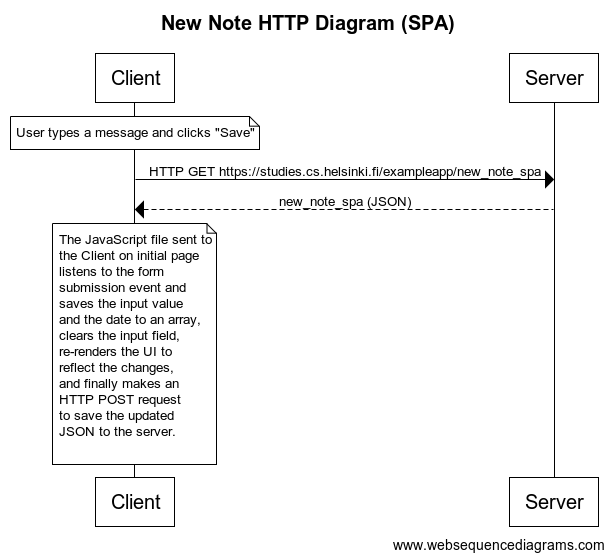 New Note HTTP Diagram (SPA)
Client
Server
User types a message and clicks "Save"
HTTP GET https://studies.cs.helsinki.fi/exampleapp/new_note_spa
new_note_spa (JSON)
The JavaScript file sent to
the Client on initial page
listens to the form
submission event and
saves the input value
and the date to an array,
clears the input field,
re-renders the UI to
reflect the changes,
and finally makes an
HTTP POST request
to save the updated
JSON to the server.
Client
Server
www.websequencediagrams.com